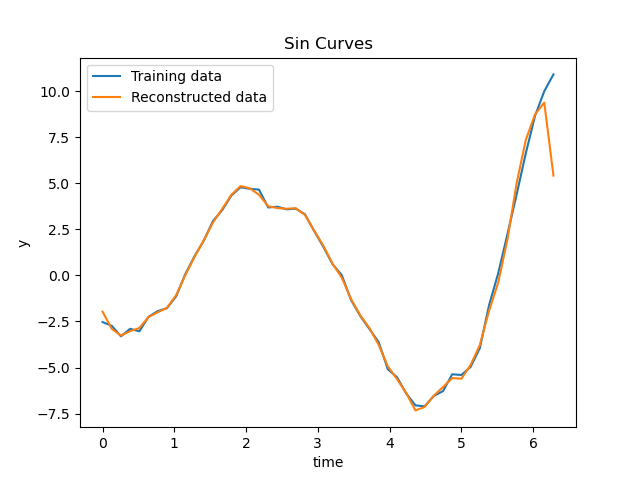 Sin Curves
Training data
Reconstructed data
10.0
7.5
5.0
2.5
0.0
−2.5
−5.0
−7.5
y
0 1 2 3 4 5 6
time